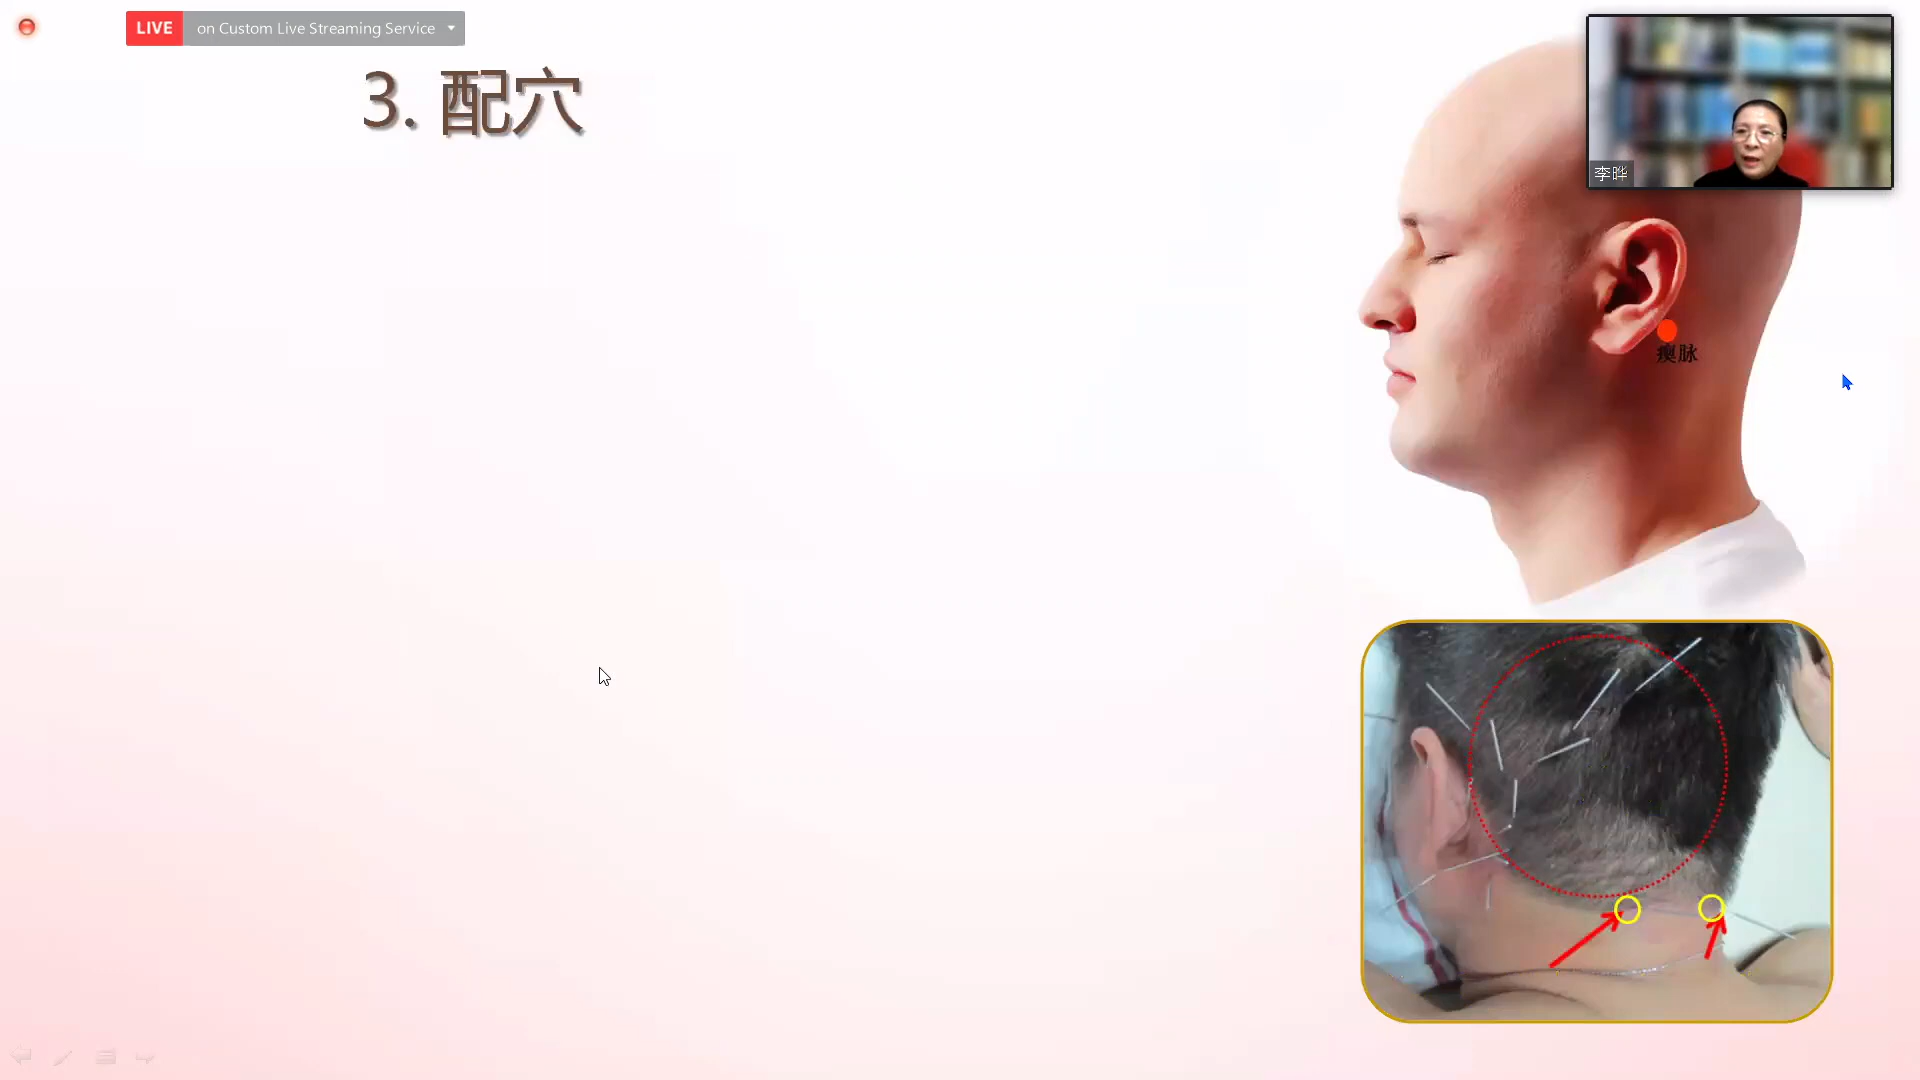 LIVE on Custom Live Streaming Service
3. 配穴
李晔
瘈脉